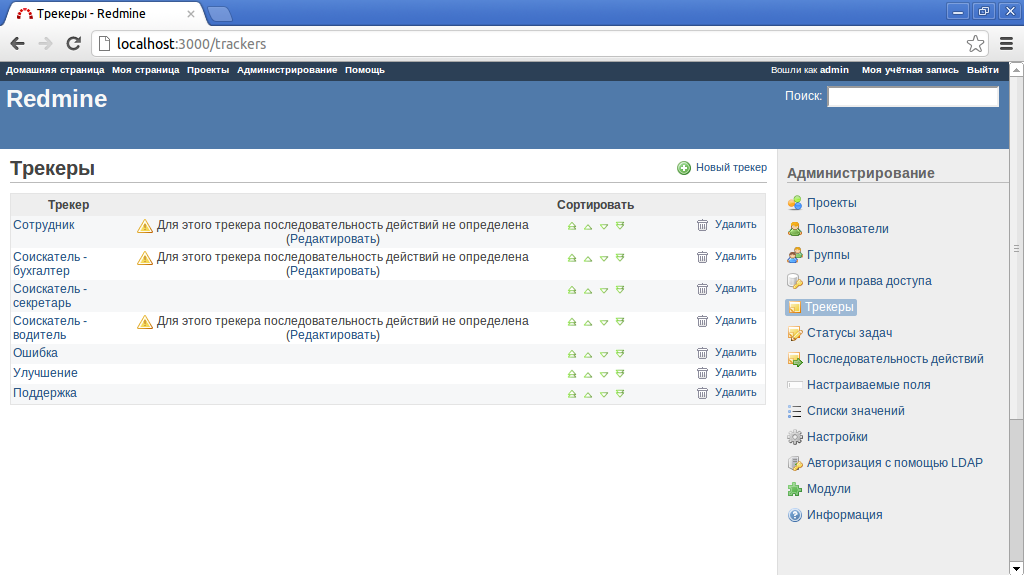 Трекеры - Redmine
localhost:3000/trackers
Домашняя страница Моя страница Проекты Администрирование Помощь Вошли как admin Моя учётная запись Выйти
Redmine
Поиск:
Трекеры
Новый трекер
Трекер Сортировать
Сотрудник Для этого трекера последовательность действий не определена Удалить
(Редактировать)
Соискатель - Для этого трекера последовательность действий не определена Удалить
бухгалтер (Редактировать)
Соискатель - Удалить
секретарь
Соискатель - Для этого трекера последовательность действий не определена Удалить
водитель (Редактировать)
Ошибка Удалить
Улучшение Удалить
Поддержка Удалить
Администрирование
Проекты
Пользователи
Группы
Роли и права доступа
Трекеры
Статусы задач
Последовательность действий
Настраиваемые поля
Списки значений
Настройки
Авторизация с помощью LDAP
Модули
Информация